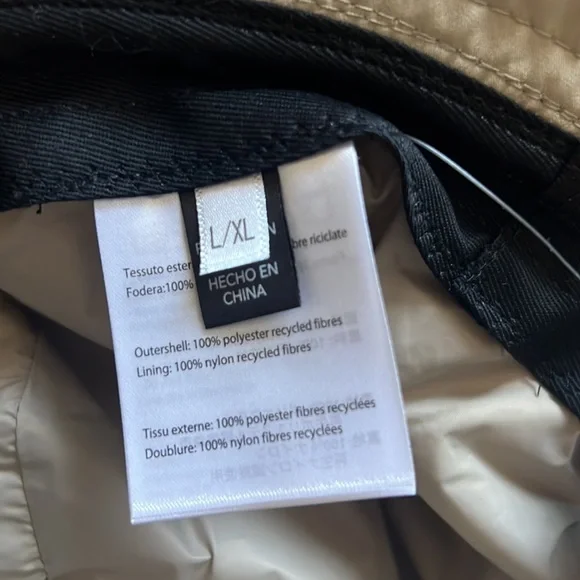 L/XL
HECHO EN
CHINA
Tessuto ester
bre riciclate
Fodera:100%
Outershell: 100% polyester recycled fibres
Lining: 100% nylon recycled fibres
Tissu externe: 100% polyester fibres recyclées
Doublure: 100% nylon fibres recyclées